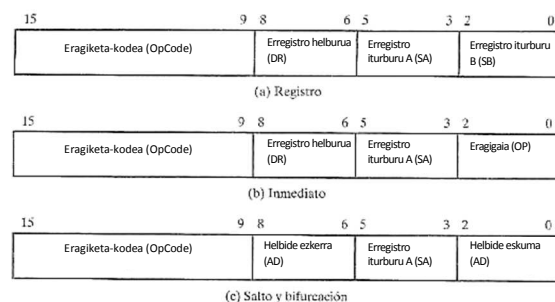 15 9 8 6 5 3 2 0
Eragiketa-kodea (OpCode) Erregistro helburua Erregistro Erregistro iturburu
(DR) iturburu A (SA) B (SB)
(a) Registro
15 9 8 6 5 3 2 0
Eragiketa-kodea (OpCode) Erregistro helburua Erregistro Eragigaia (OP)
(DR) iturburu A (SA)
(b) Inmediato
15 9 8 6 5 3 2 0
Eragiketa-kodea (OpCode) Helbide ezkerra Erregistro Helbide eskuma
(AD) iturburu A (SA) (AD)
(c) Salto y bifurcación